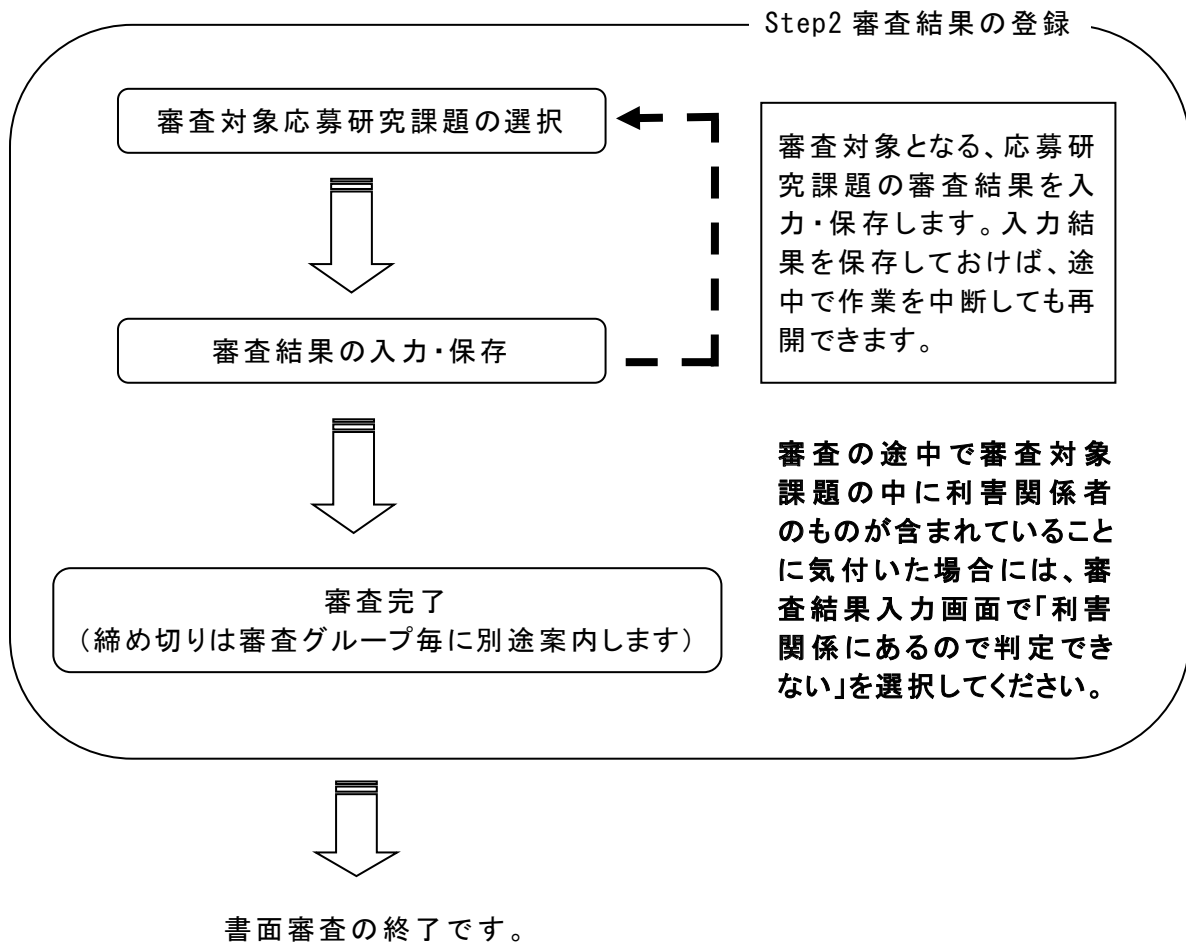 Step2 審査結果の登録
審査対象応募研究課題の選択
審査対象となる、応募研
究課題の審査結果を入
力・保存します。入力結
果を保存しておけば、途
中で作業を中断しても再
開できます。
審査結果の入力・保存
審査の途中で審査対象
課題の中に利害関係者
のものが含まれていること
に気付いた場合には、審
査結果入力画面で「利害
関係にあるので判定でき
ない」を選択してください。
審査完了
（締め切りは審査グループ毎に別途案内します）
書面審査の終了です。